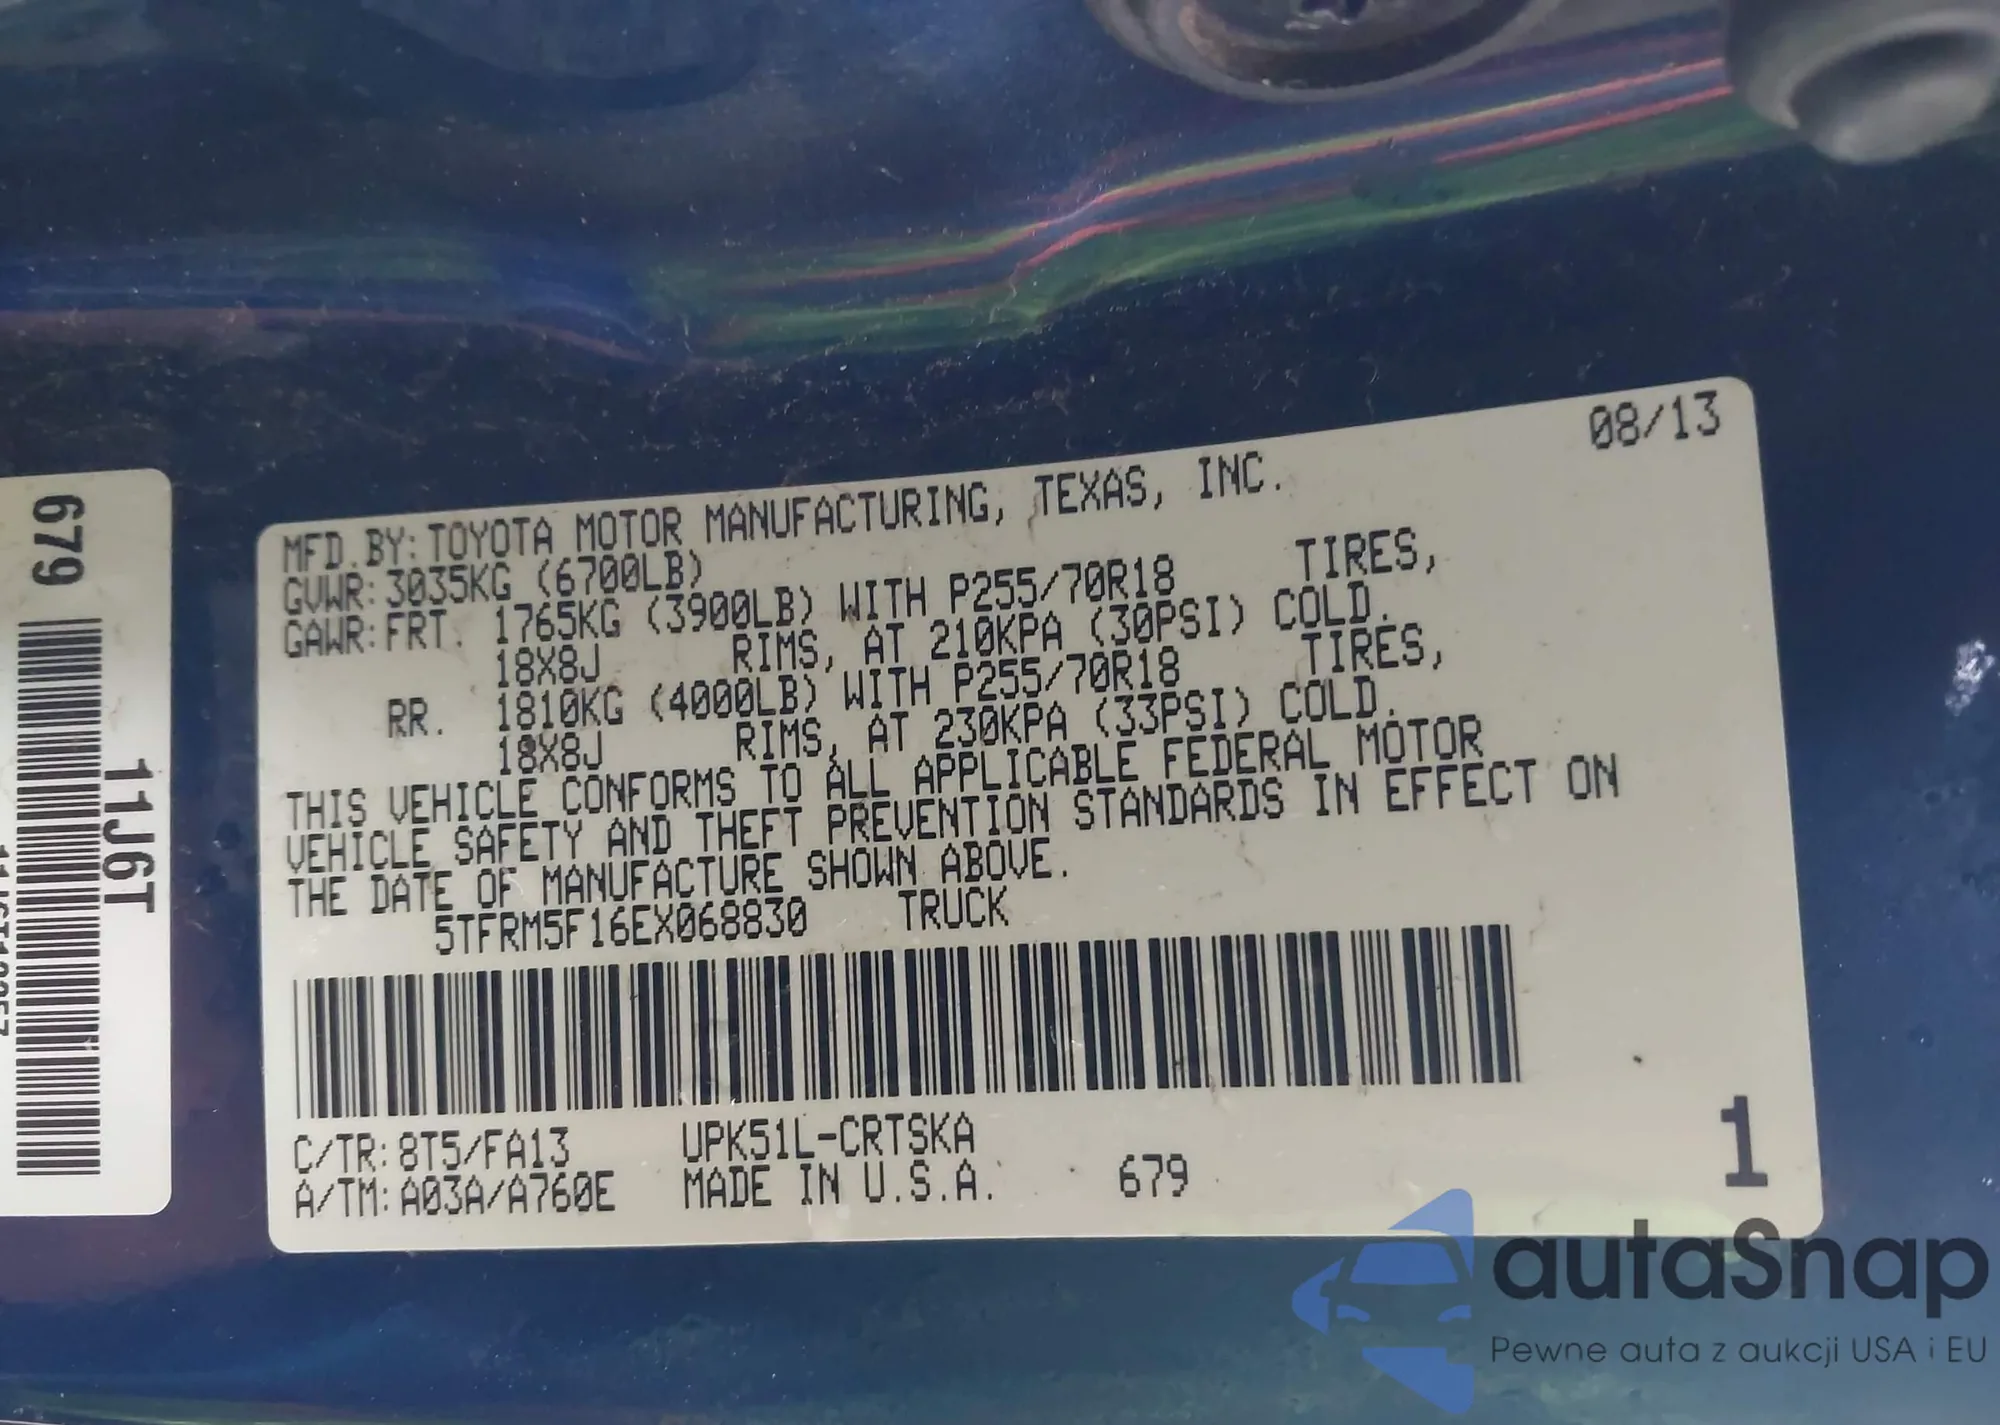 679
11J6T
08/13
MFD.BY: TOYOTA MOTOR MANUFACTURING, TEXAS, INC.
GVWR: 3035KG (6700LB)
GAWR: FRT. 1765KG (3900LB) WITH P255/70R18 TIRES,
18X8J RIMS, AT 210KPA (30PSI) COLD.
RR. 1810KG (4000LB) WITH P255/70R18 TIRES,
18X8J RIMS, AT 230KPA (33PSI) COLD.
THIS VEHICLE CONFORMS TO ALL APPLICABLE FEDERAL MOTOR
VEHICLE SAFETY AND THEFT PREVENTION STANDARDS IN EFFECT ON
THE DATE OF MANUFACTURE SHOWN ABOVE.
5TFRM5F16EX068830 TRUCK
C/TR: 8T5/FA13 UPK51L-CRTSKA
A/TM: A03A/A760E MADE IN U.S.A. 679
1
autaSnap
Pewne auta z aukcji USA i EU